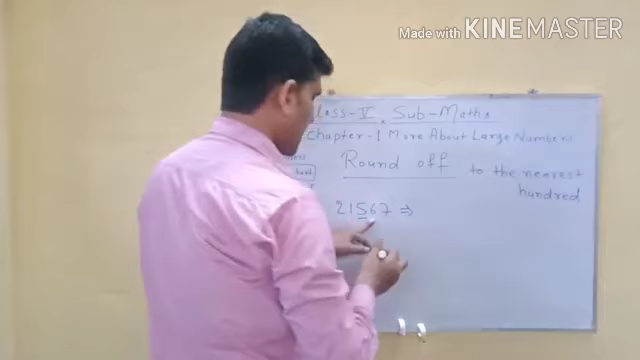 Made with KINEMASTER
Class-V, Sub-Maths
Chapter-1 More About Large Numbers
Round off to the nearest
hundred
21567 ⇒